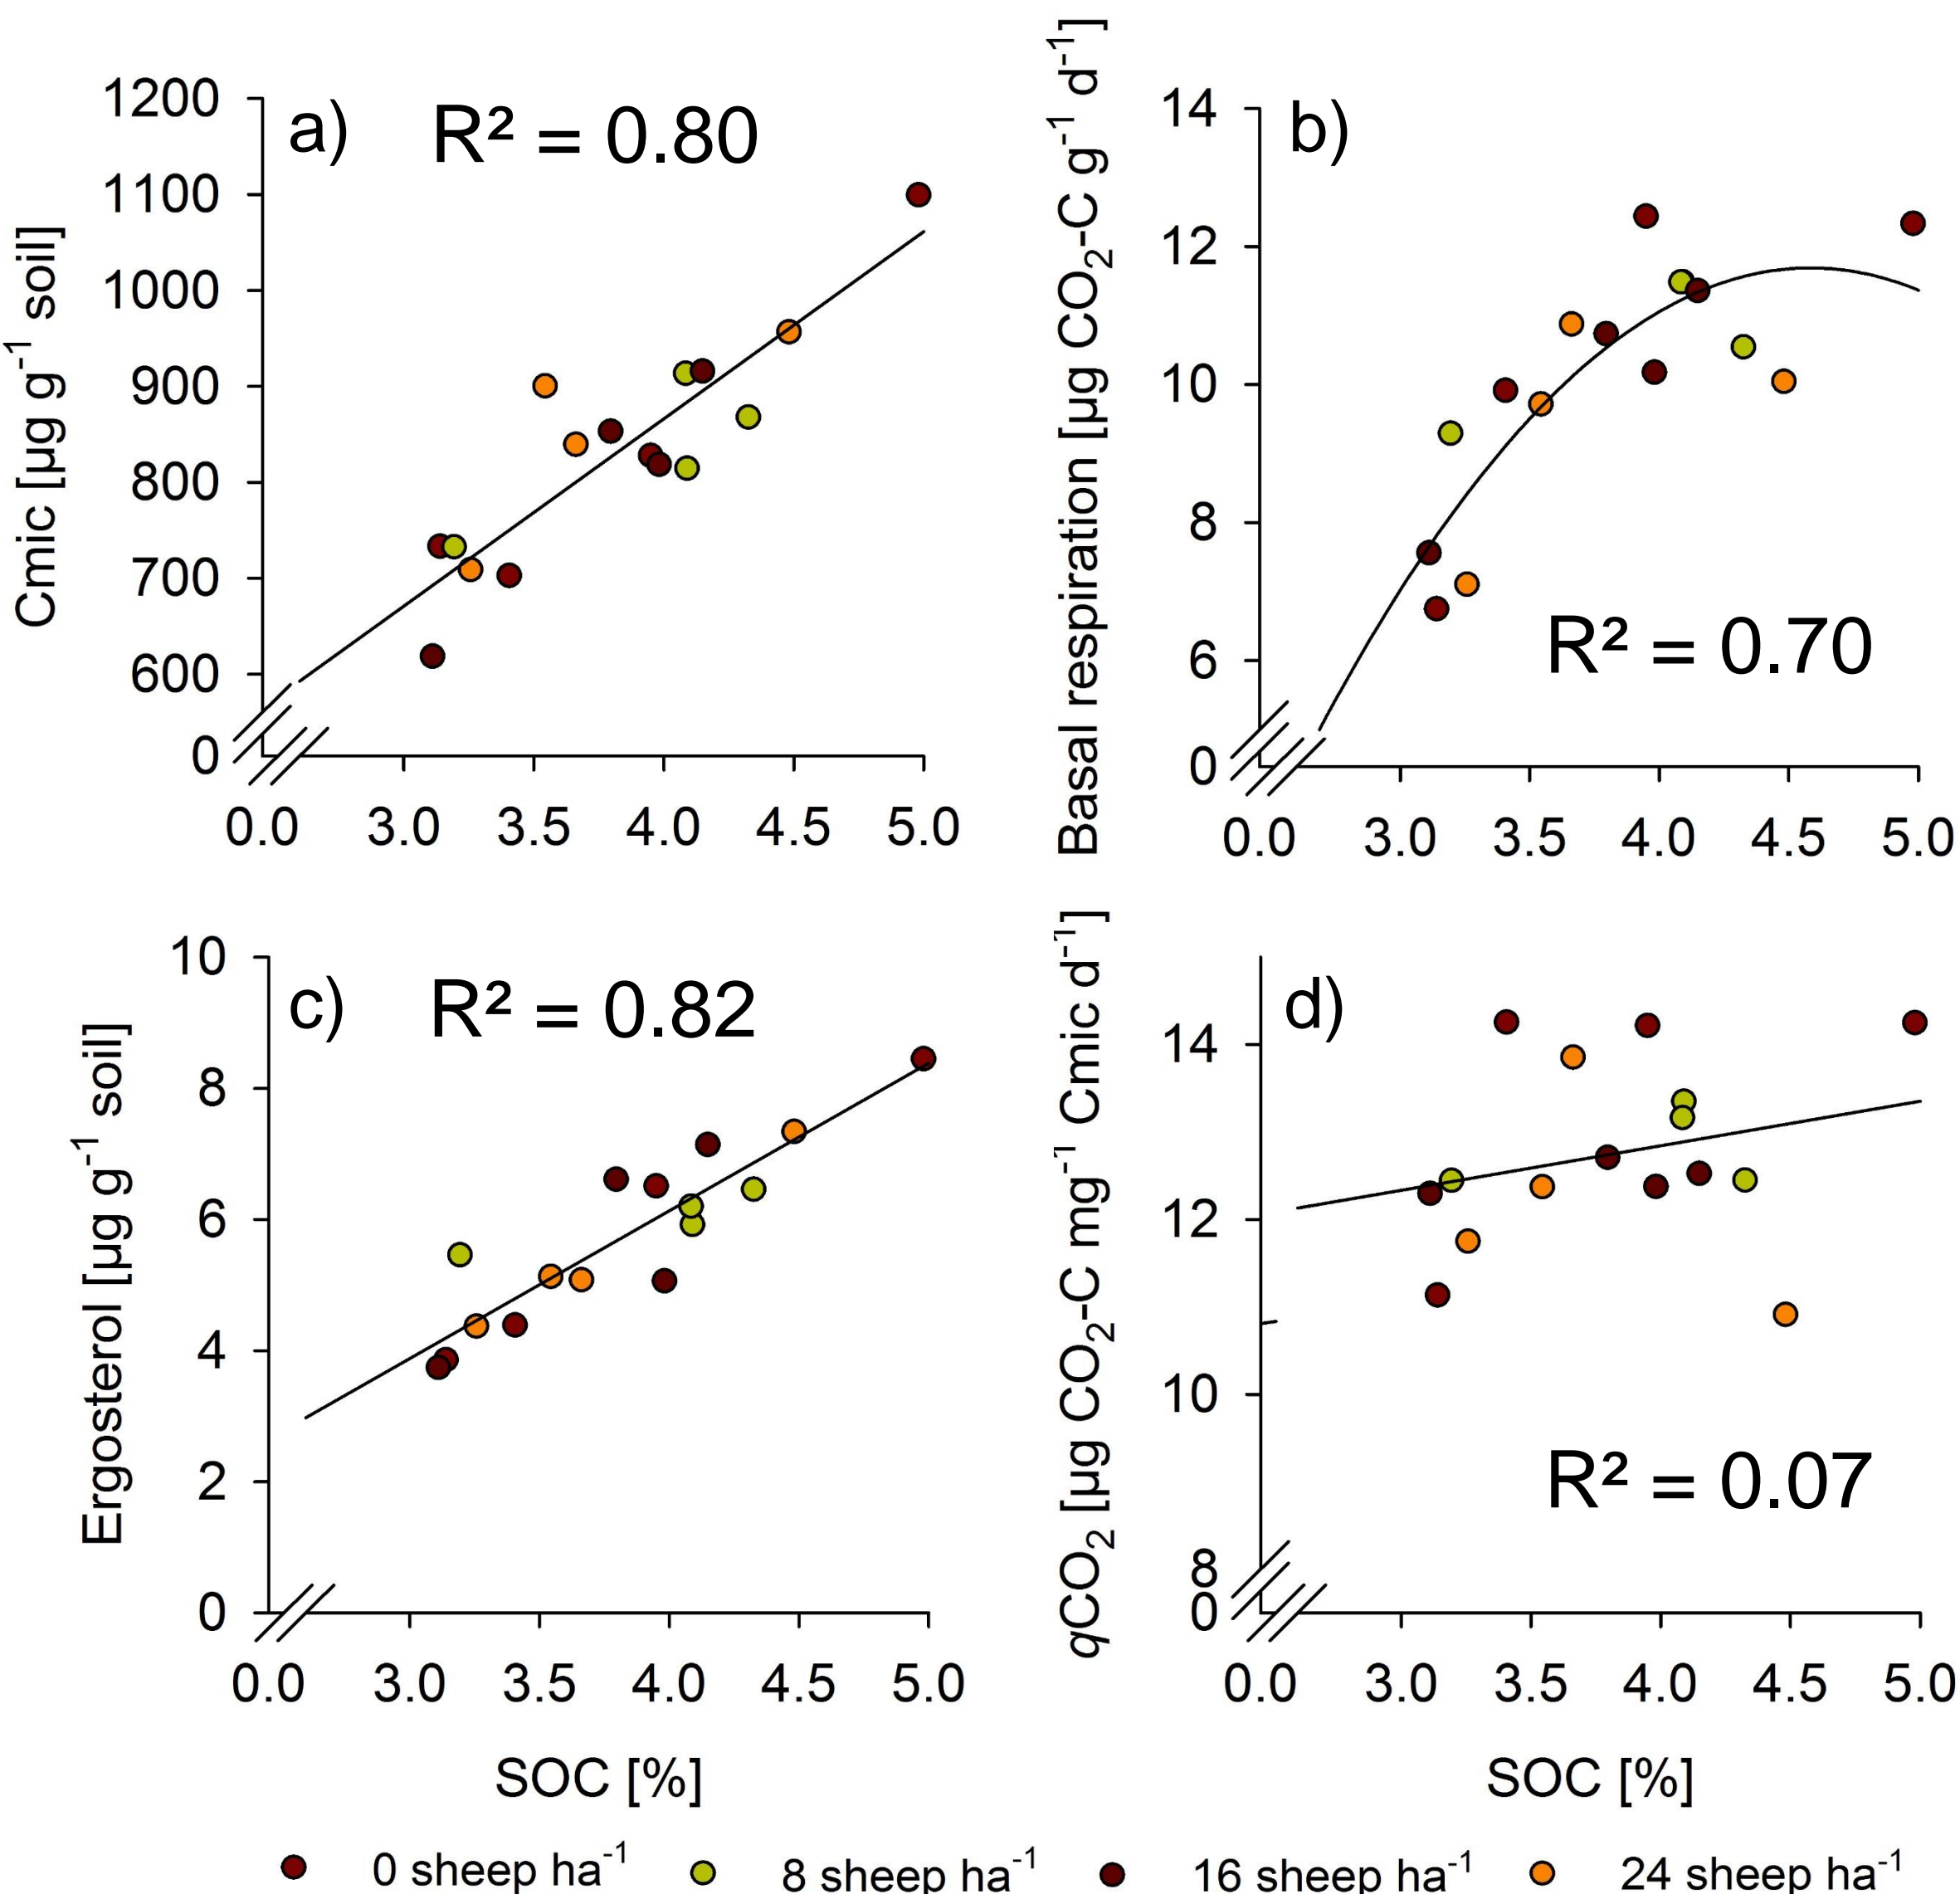 a) R² = 0.80
Cmic [µg g⁻¹ soil]
1200
1100
1000
900
800
700
600
0
0.0 3.0 3.5 4.0 4.5 5.0
b)
Basal respiration [µg CO₂-C g⁻¹ d⁻¹]
14
12
10
8
6
0
R² = 0.70
0.0 3.0 3.5 4.0 4.5 5.0
c) R² = 0.82
Ergosterol [µg g⁻¹ soil]
10
8
6
4
2
0
0.0 3.0 3.5 4.0 4.5 5.0
SOC [%]
d)
qCO₂ [µg CO₂-C mg⁻¹ Cmic d⁻¹]
14
12
10
8
0
R² = 0.07
0.0 3.0 3.5 4.0 4.5 5.0
SOC [%]
0 sheep ha⁻¹ 8 sheep ha⁻¹ 16 sheep ha⁻¹ 24 sheep ha⁻¹